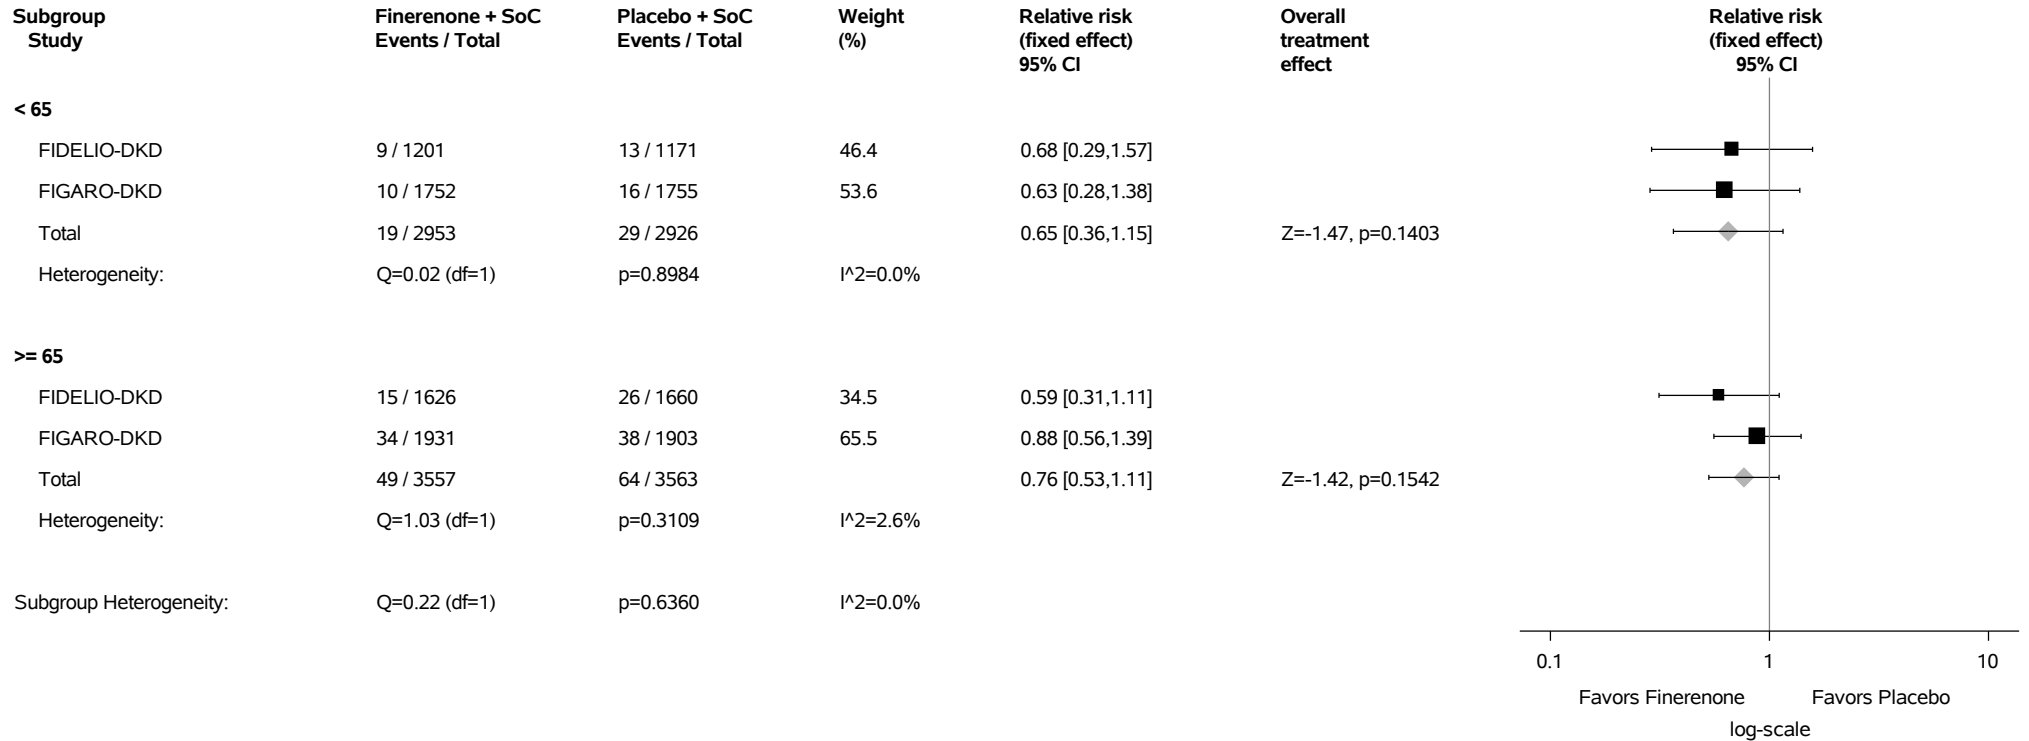 Subgroup Finerenone + SoC Placebo + SoC Weight Relative risk Overall Relative risk
Study Events / Total Events / Total (%) (fixed effect) treatment (fixed effect)
95% CI effect 95% CI
< 65
FIDELIO-DKD 9 / 1201 13 / 1171 46.4 0.68 [0.29,1.57]
FIGARO-DKD 10 / 1752 16 / 1755 53.6 0.63 [0.28,1.38]
Total 19 / 2953 29 / 2926 0.65 [0.36,1.15] Z=-1.47, p=0.1403
Heterogeneity: Q=0.02 (df=1) p=0.8984 I^2=0.0%
>= 65
FIDELIO-DKD 15 / 1626 26 / 1660 34.5 0.59 [0.31,1.11]
FIGARO-DKD 34 / 1931 38 / 1903 65.5 0.88 [0.56,1.39]
Total 49 / 3557 64 / 3563 0.76 [0.53,1.11] Z=-1.42, p=0.1542
Heterogeneity: Q=1.03 (df=1) p=0.3109 I^2=2.6%
Subgroup Heterogeneity: Q=0.22 (df=1) p=0.6360 I^2=0.0%
0.1 1 10
Favors Finerenone Favors Placebo
log-scale